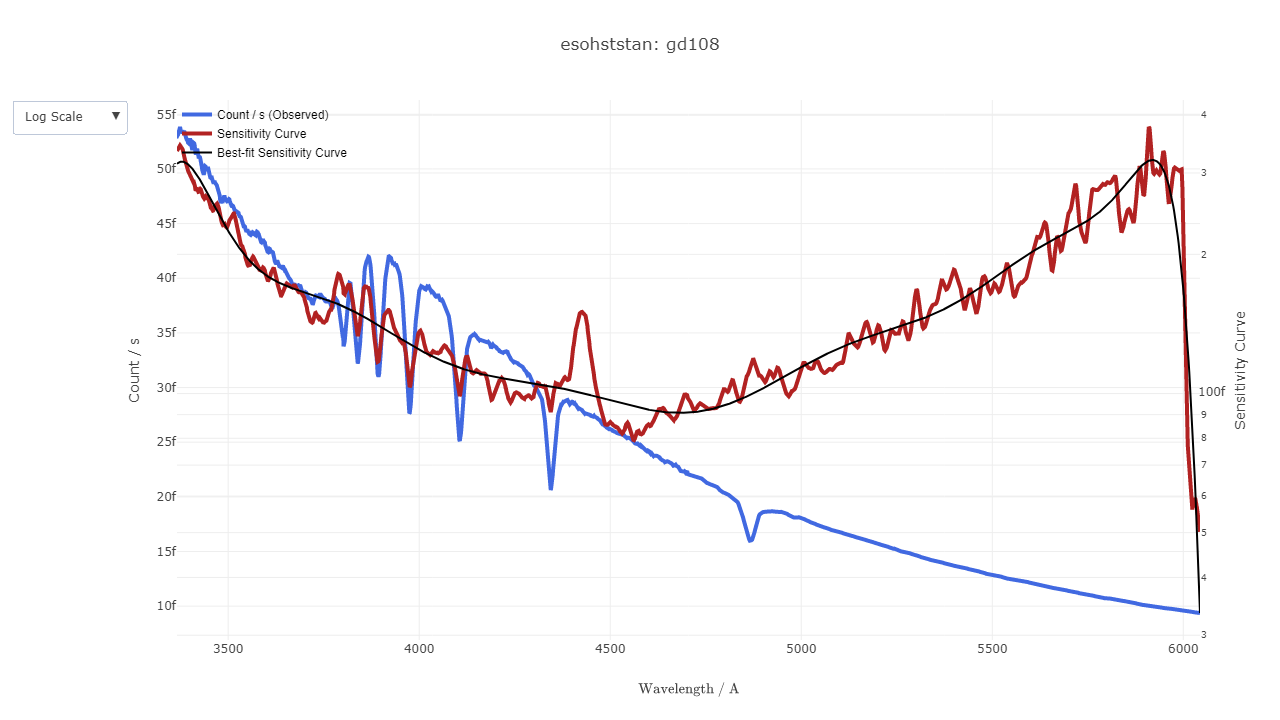 esohststan: gd108
Log Scale ▼
Count / s (Observed)
Sensitivity Curve
Best-fit Sensitivity Curve
55f
50f
45f
40f
35f
30f
25f
20f
15f
10f
Count / s
4
3
2
100f
9
8
7
6
5
4
3
Sensitivity Curve
3500 4000 4500 5000 5500 6000
Wavelength / A